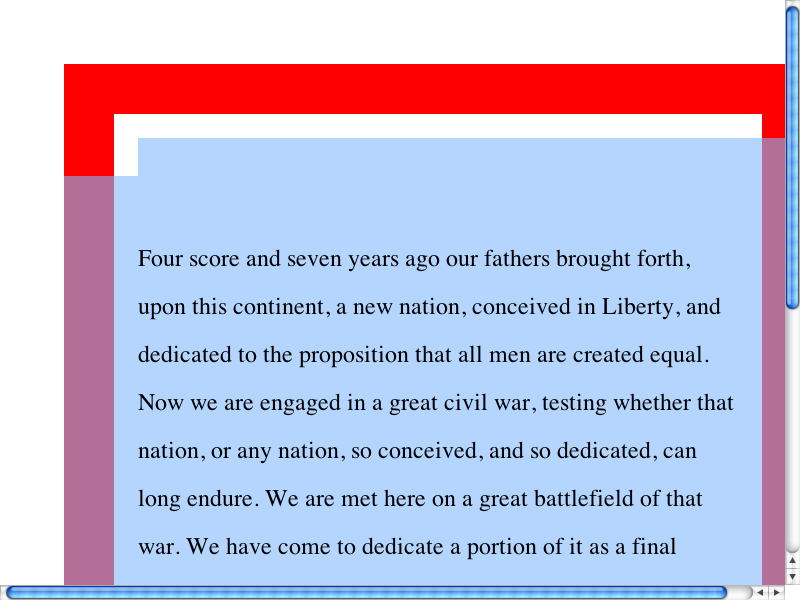 Four score and seven years ago our fathers brought forth,
upon this continent, a new nation, conceived in Liberty, and
dedicated to the proposition that all men are created equal.
Now we are engaged in a great civil war, testing whether that
nation, or any nation, so conceived, and so dedicated, can
long endure. We are met here on a great battlefield of that
war. We have come to dedicate a portion of it as a final